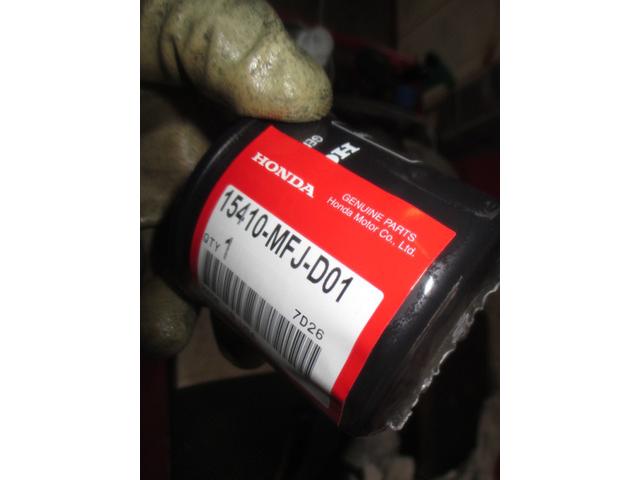 HONDA
GENUINE PARTS
Honda Motor Co., Ltd.
15410-MFJ-D01
QTY 1
7D26